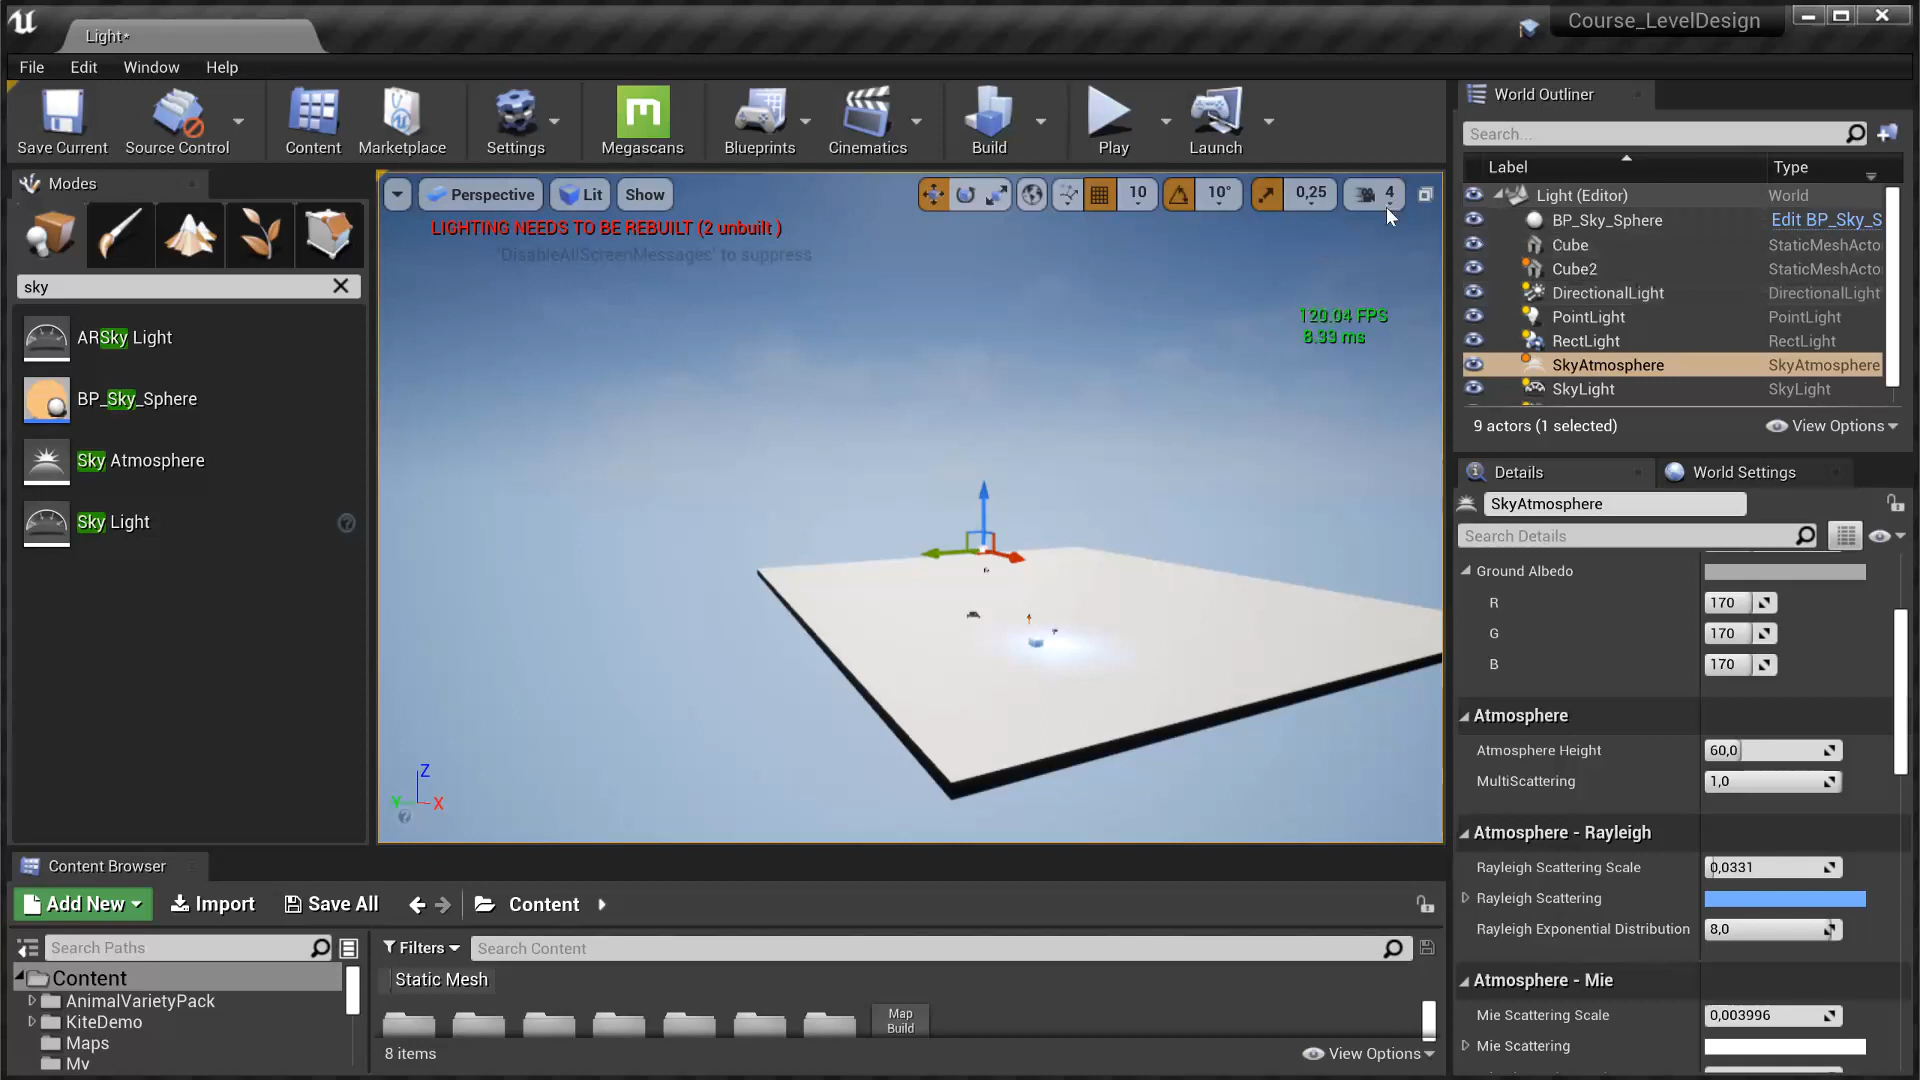 Light*
Course_LevelDesign
File Edit Window Help
Save Current
Source Control
Content
Marketplace
Settings
Megascans
Blueprints
Cinematics
Build
Play
Launch
Modes
sky
ARSky Light
BP_Sky_Sphere
Sky Atmosphere
Sky Light
Perspective
Lit
Show
10
10°
0,25
4
LIGHTING NEEDS TO BE REBUILT (2 unbuilt )
'DisableAllScreenMessages' to suppress
120.04 FPS
8.33 ms
Z
Y
X
World Outliner
Search...
Label Type
Light (Editor) World
BP_Sky_Sphere Edit BP_Sky_S
Cube StaticMeshActo
Cube2 StaticMeshActo
DirectionalLight DirectionalLight
PointLight PointLight
RectLight RectLight
SkyAtmosphere SkyAtmosphere
SkyLight SkyLight
9 actors (1 selected)
View Options
Details
World Settings
SkyAtmosphere
Search Details
Ground Albedo
R 170
G 170
B 170
Atmosphere
Atmosphere Height 60,0
MultiScattering 1,0
Atmosphere - Rayleigh
Rayleigh Scattering Scale 0,0331
Rayleigh Scattering
Rayleigh Exponential Distribution 8,0
Atmosphere - Mie
Mie Scattering Scale 0,003996
Mie Scattering
Content Browser
Add New
Import
Save All
Content
Search Paths
Filters
Search Content
Content
AnimalVarietyPack
KiteDemo
Maps
Mv
Static Mesh
Map
Build
8 items
View Options